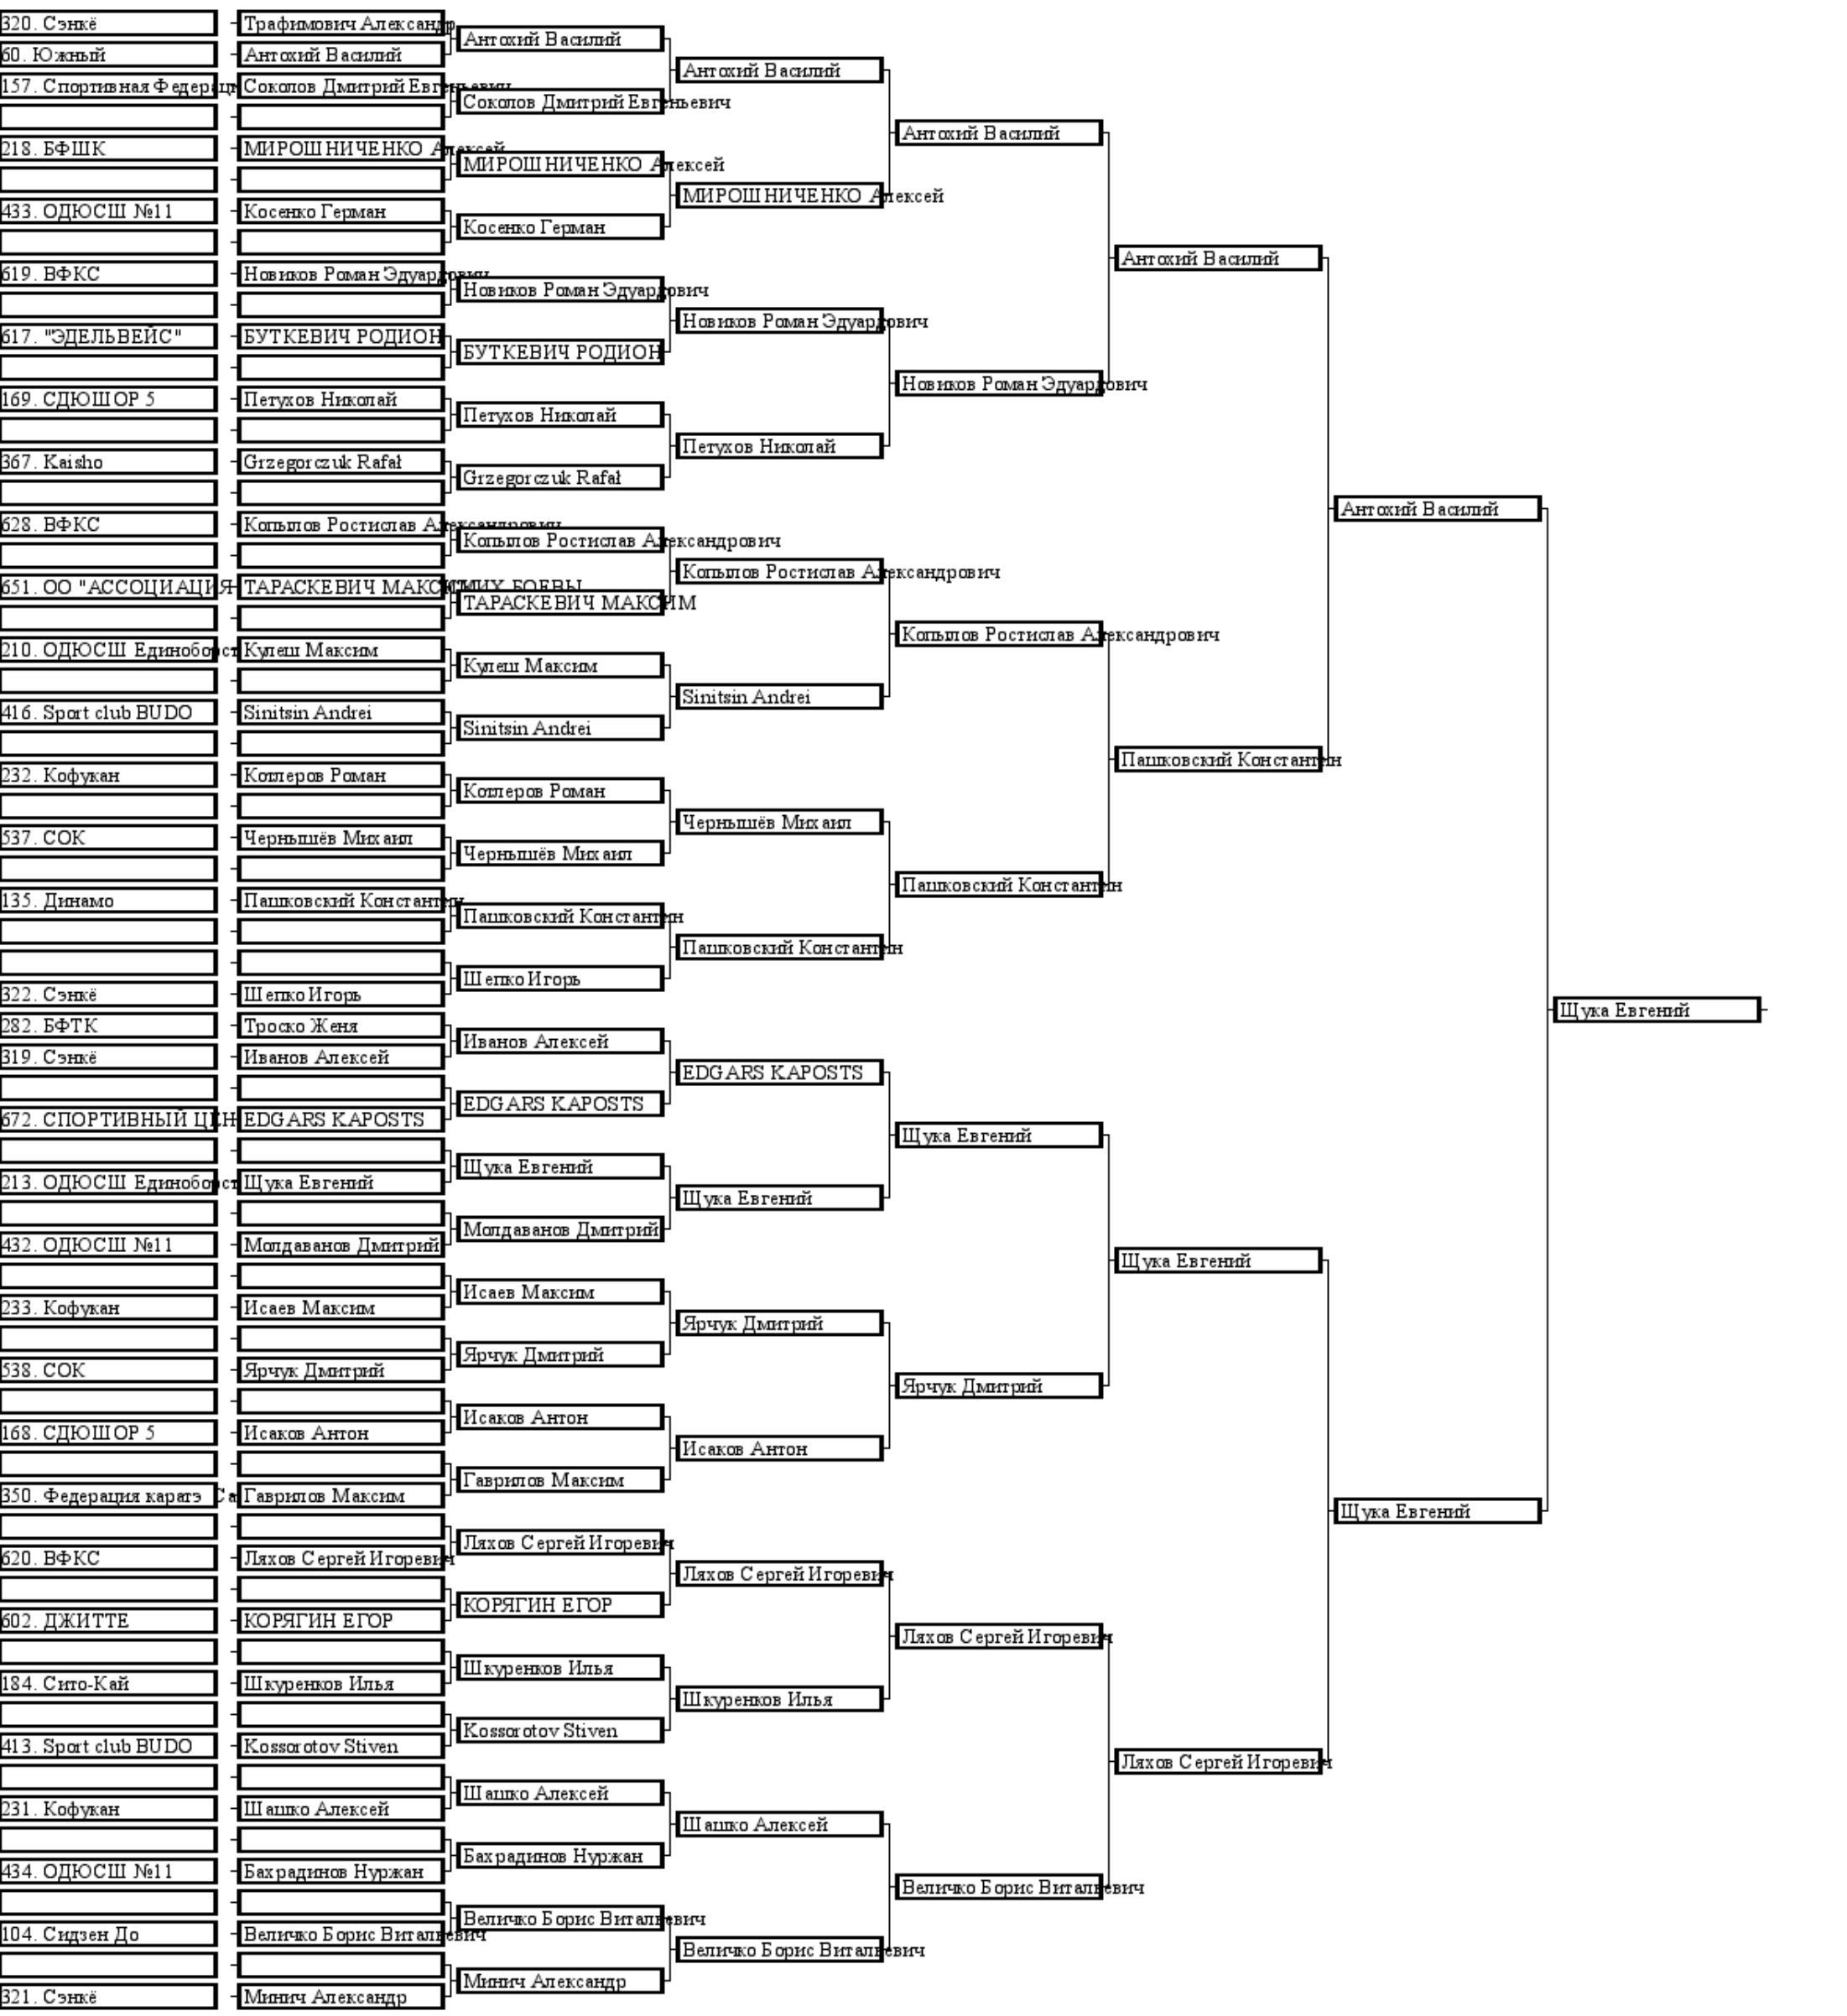 320. Сэнкё
Трафимович Александр
Антохий Василий
60. Южный
Антохий Василий
Антохий Василий
157. Спортивная Федерац
Соколов Дмитрий Евгеньевич
Соколов Дмитрий Евгеньевич
Антохий Василий
218. БФШК
МИРОШНИЧЕНКО Алексей
МИРОШНИЧЕНКО Алексей
МИРОШНИЧЕНКО Алексей
433. ОДЮСШ №11
Косенко Герман
Косенко Герман
Антохий Василий
619. ВФКС
Новиков Роман Эдуардович
Новиков Роман Эдуардович
Новиков Роман Эдуардович
617. "ЭДЕЛЬВЕЙС"
БУТКЕВИЧ РОДИОН
БУТКЕВИЧ РОДИОН
Новиков Роман Эдуардович
169. СДЮШОР 5
Петухов Николай
Петухов Николай
Петухов Николай
367. Kaisho
Grzegorczuk Rafał
Grzegorczuk Rafał
Антохий Василий
628. ВФКС
Копылов Ростислав Александрович
Копылов Ростислав Александрович
Копылов Ростислав Александрович
651. ОО "АССОЦИАЦИЯ
ТАРАСКЕВИЧ МАКСИМ
ТАРАСКЕВИЧ МАКСИМ
Копылов Ростислав Александрович
210. ОДЮСШ Единоборст
Кулеш Максим
Кулеш Максим
Sinitsin Andrei
416. Sport club BUDO
Sinitsin Andrei
Sinitsin Andrei
Пашковский Константин
232. Кофукан
Котлеров Роман
Котлеров Роман
Чернышёв Михаил
537. СОК
Чернышёв Михаил
Чернышёв Михаил
Пашковский Константин
135. Динамо
Пашковский Константин
Пашковский Константин
Пашковский Константин
Шепко Игорь
322. Сэнкё
Шепко Игорь
Щука Евгений
282. БФТК
Троско Женя
Иванов Алексей
319. Сэнкё
Иванов Алексей
EDGARS KAPOSTS
EDGARS KAPOSTS
672. СПОРТИВНЫЙ ЦЕН
EDGARS KAPOSTS
Щука Евгений
Щука Евгений
213. ОДЮСШ Единоборст
Щука Евгений
Щука Евгений
Молдаванов Дмитрий
432. ОДЮСШ №11
Молдаванов Дмитрий
Щука Евгений
Исаев Максим
233. Кофукан
Исаев Максим
Ярчук Дмитрий
Ярчук Дмитрий
538. СОК
Ярчук Дмитрий
Ярчук Дмитрий
Исаков Антон
168. СДЮШОР 5
Исаков Антон
Исаков Антон
Гаврилов Максим
350. Федерация каратэ Са
Гаврилов Максим
Щука Евгений
Ляхов Сергей Игоревич
620. ВФКС
Ляхов Сергей Игоревич
Ляхов Сергей Игоревич
КОРЯГИН ЕГОР
602. ДЖИТТЕ
КОРЯГИН ЕГОР
Ляхов Сергей Игоревич
Шкуренков Илья
184. Сито-Кай
Шкуренков Илья
Шкуренков Илья
Kossorotov Stiven
413. Sport club BUDO
Kossorotov Stiven
Ляхов Сергей Игоревич
Шашко Алексей
231. Кофукан
Шашко Алексей
Шашко Алексей
Бахрадинов Нуржан
434. ОДЮСШ №11
Бахрадинов Нуржан
Величко Борис Витальевич
Величко Борис Витальевич
104. Сидзен До
Величко Борис Витальевич
Величко Борис Витальевич
Минич Александр
321. Сэнкё
Минич Александр